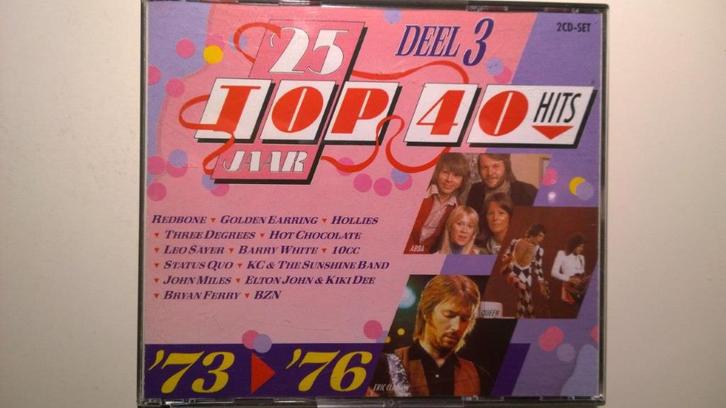 '25
DEEL 3
2CD-SET
TOP 40 HITS
JAAR
REDBONE ▾ GOLDEN EARRING ▾ HOLLIES
▾ THREE DEGREES ▾ HOT CHOCOLATE
▾ LEO SAYER ▾ BARRY WHITE ▾ 10CC
▾ STATUS QUO ▾ KC & THE SUNSHINE BAND
▾ JOHN MILES ▾ ELTON JOHN & KIKI DEE
▾ BRYAN FERRY ▾ BZN
ABBA
QUEEN
ERIC CLAPTON
'73 ▸ '76